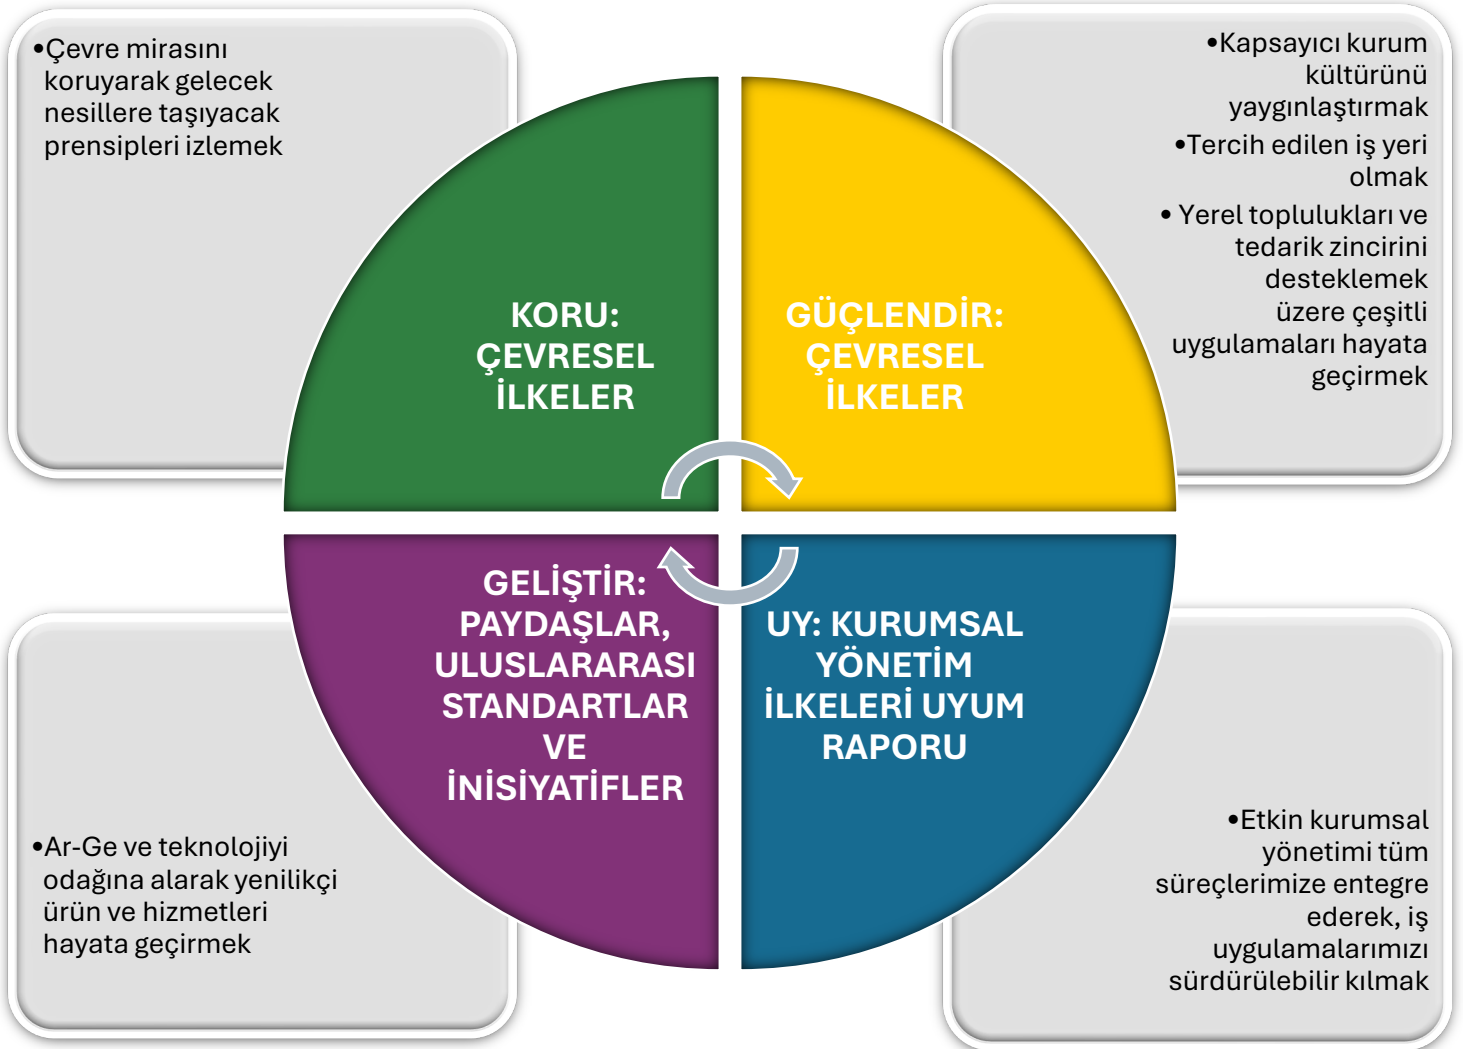 •Çevre mirasını
koruyarak gelecek
nesillere taşıyacak
prensipleri izlemek
•Kapsayıcı kurum
kültürünü
yaygınlaştırmak
•Tercih edilen iş yeri
olmak
• Yerel toplulukları ve
tedarik zincirini
desteklemek
üzere çeşitli
uygulamaları hayata
geçirmek
KORU:
ÇEVRESEL
İLKELER
GÜÇLENDİR:
ÇEVRESEL
İLKELER
GELİŞTİR:
PAYDAŞLAR,
ULUSLARARASI
STANDARTLAR
VE
İNİSİYATİFLER
UY: KURUMSAL
YÖNETİM
İLKELERİ UYUM
RAPORU
•Ar-Ge ve teknolojiyi
odağına alarak yenilikçi
ürün ve hizmetleri
hayata geçirmek
•Etkin kurumsal
yönetimi tüm
süreçlerimize entegre
ederek, iş
uygulamalarımızı
sürdürülebilir kılmak